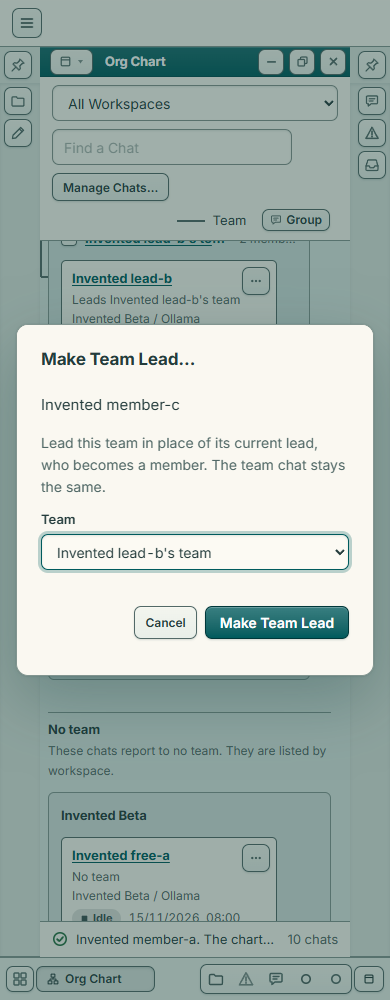 Org Chart
All Workspaces
Find a Chat
Manage Chats...
Team
Group
Invented lead-b
Leads Invented lead-b's team
Invented Beta / Ollama
Make Team Lead...
Invented member-c
Lead this team in place of its current lead,
who becomes a member. The team chat stays
the same.
Team
Invented lead-b's team
Cancel
Make Team Lead
No team
These chats report to no team. They are listed by
workspace.
Invented Beta
Invented free-a
No team
Invented Beta / Ollama
Idle 15/11/2026, 08:00
Invented member-a. The chart... 10 chats
Org Chart